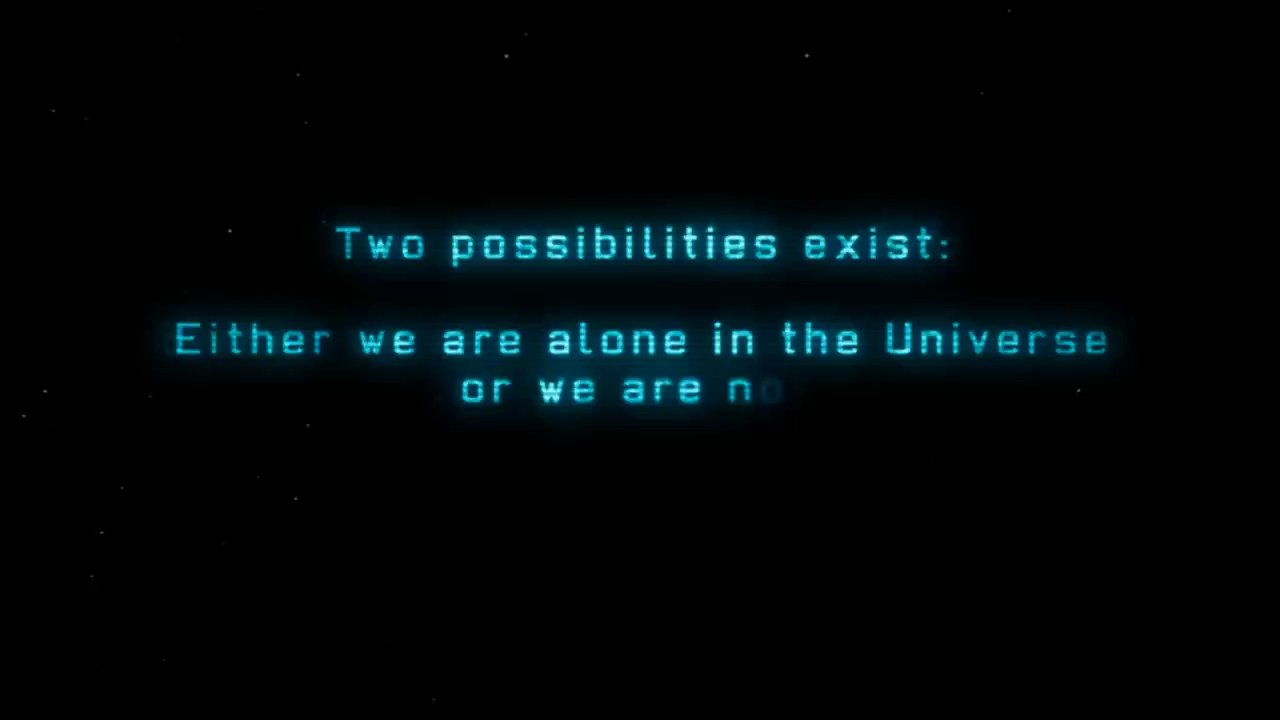 Two possibilities exist:
Either we are alone in the Universe
or we are no